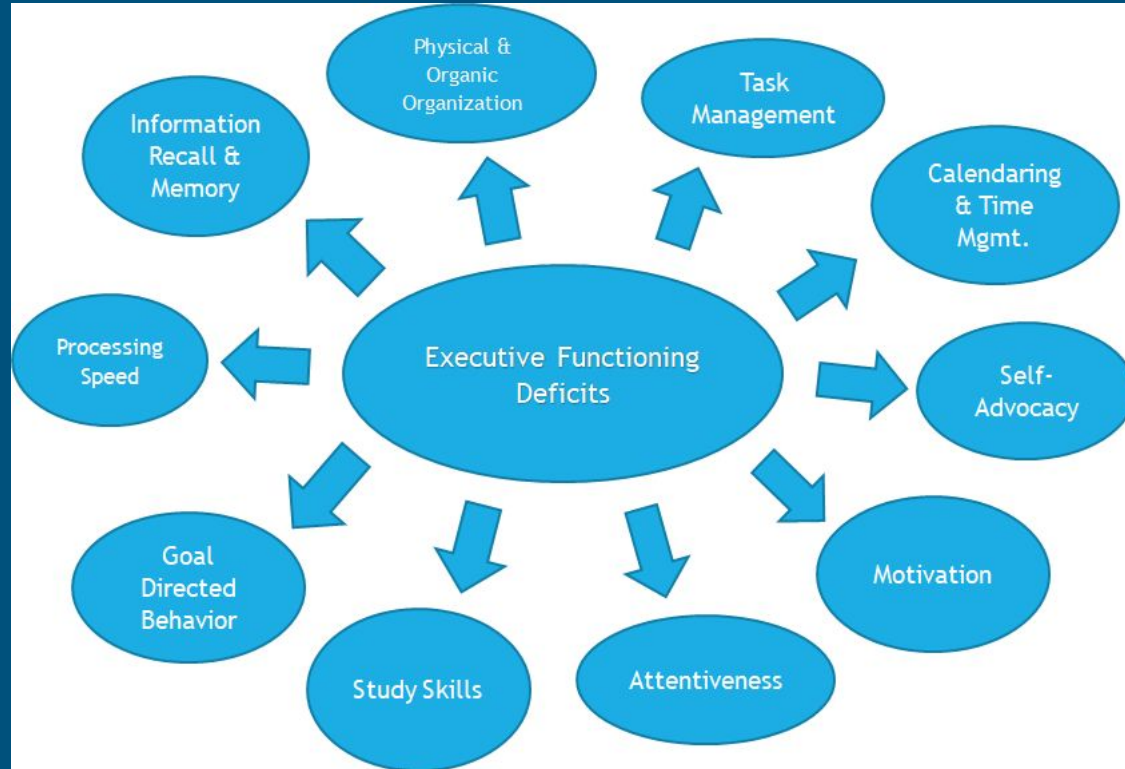 Physical &
Organic
Organization
Task
Management
Information
Recall &
Memory
Calendaring
& Time
Mgmt.
Processing
Speed
Executive Functioning
Deficits
Self-
Advocacy
Goal
Directed
Behavior
Motivation
Study Skills
Attentiveness